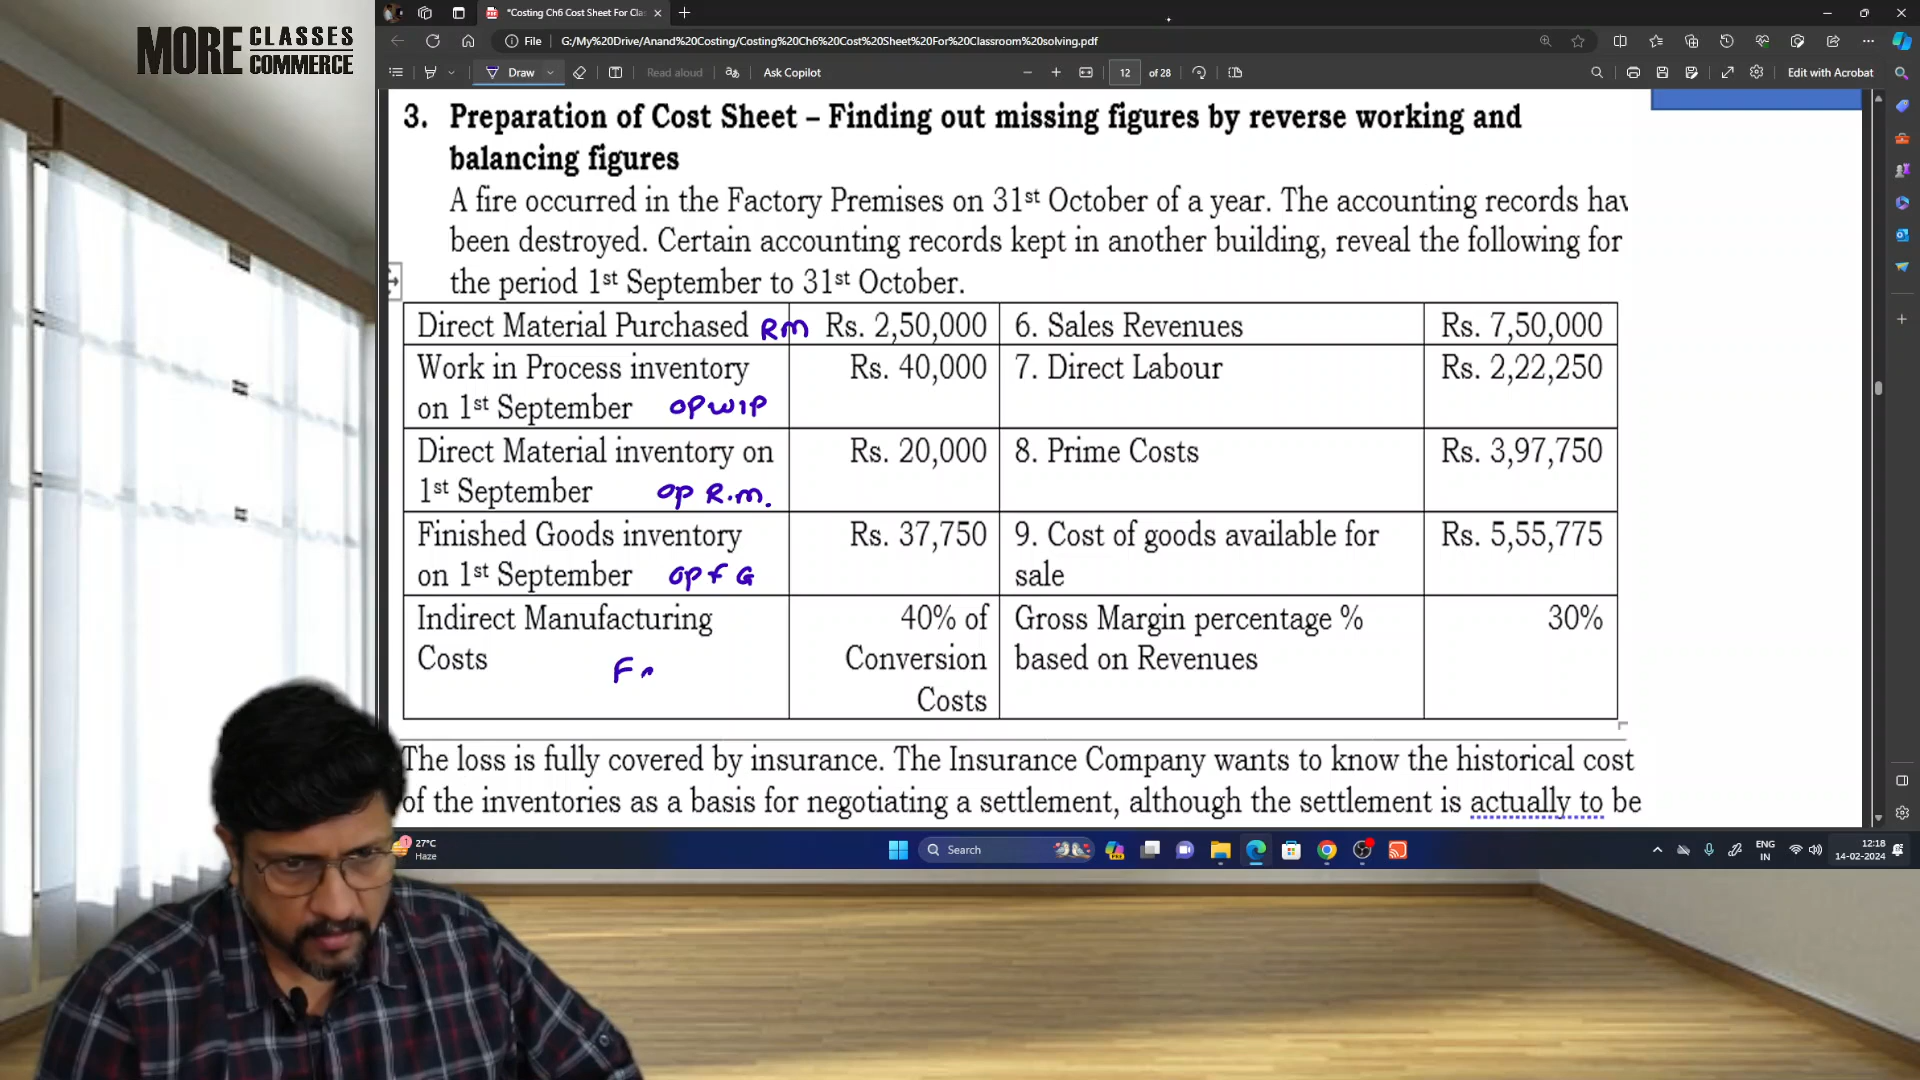 MORE CLASSES COMMERCE
*Costing Ch6 Cost Sheet For Cla
File G:/My%20Drive/Anand%20Costing/Costing%20Ch6%20Cost%20Sheet%20For%20Classroom%20solving.pdf
Draw Read aloud Ask Copilot 12 of 28 Edit with Acrobat
3. Preparation of Cost Sheet – Finding out missing figures by reverse working and
balancing figures
A fire occurred in the Factory Premises on 31st October of a year. The accounting records hav
been destroyed. Certain accounting records kept in another building, reveal the following for
the period 1st September to 31st October.
Direct Material Purchased RM Rs. 2,50,000 6. Sales Revenues Rs. 7,50,000
Work in Process inventory Rs. 40,000 7. Direct Labour Rs. 2,22,250
on 1st September OP WIP
Direct Material inventory on Rs. 20,000 8. Prime Costs Rs. 3,97,750
1st September OP R.M.
Finished Goods inventory Rs. 37,750 9. Cost of goods available for Rs. 5,55,775
on 1st September OP F G sale
Indirect Manufacturing 40% of Gross Margin percentage % 30%
Costs F Conversion based on Revenues
Costs
The loss is fully covered by insurance. The Insurance Company wants to know the historical cost
of the inventories as a basis for negotiating a settlement, although the settlement is actually to be
27°C
Haze
Search
ENG
IN
12:18
14-02-2024